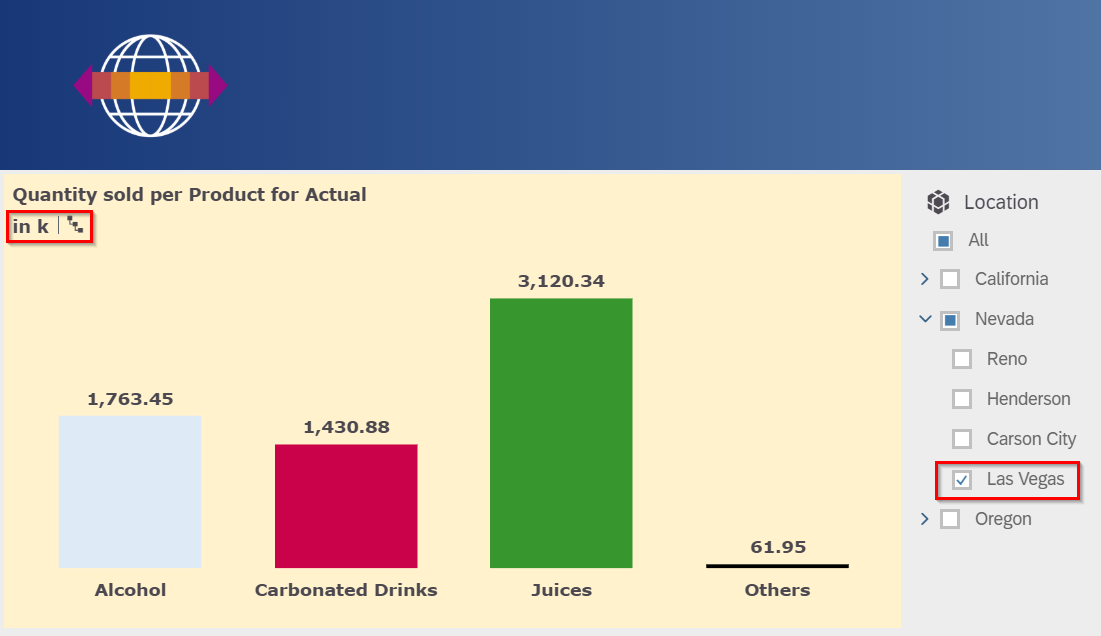 Quantity sold per Product for Actual
in k
3,120.34
1,763.45
1,430.88
61.95
Alcohol
Carbonated Drinks
Juices
Others
Location
All
California
Nevada
Reno
Henderson
Carson City
Las Vegas
Oregon